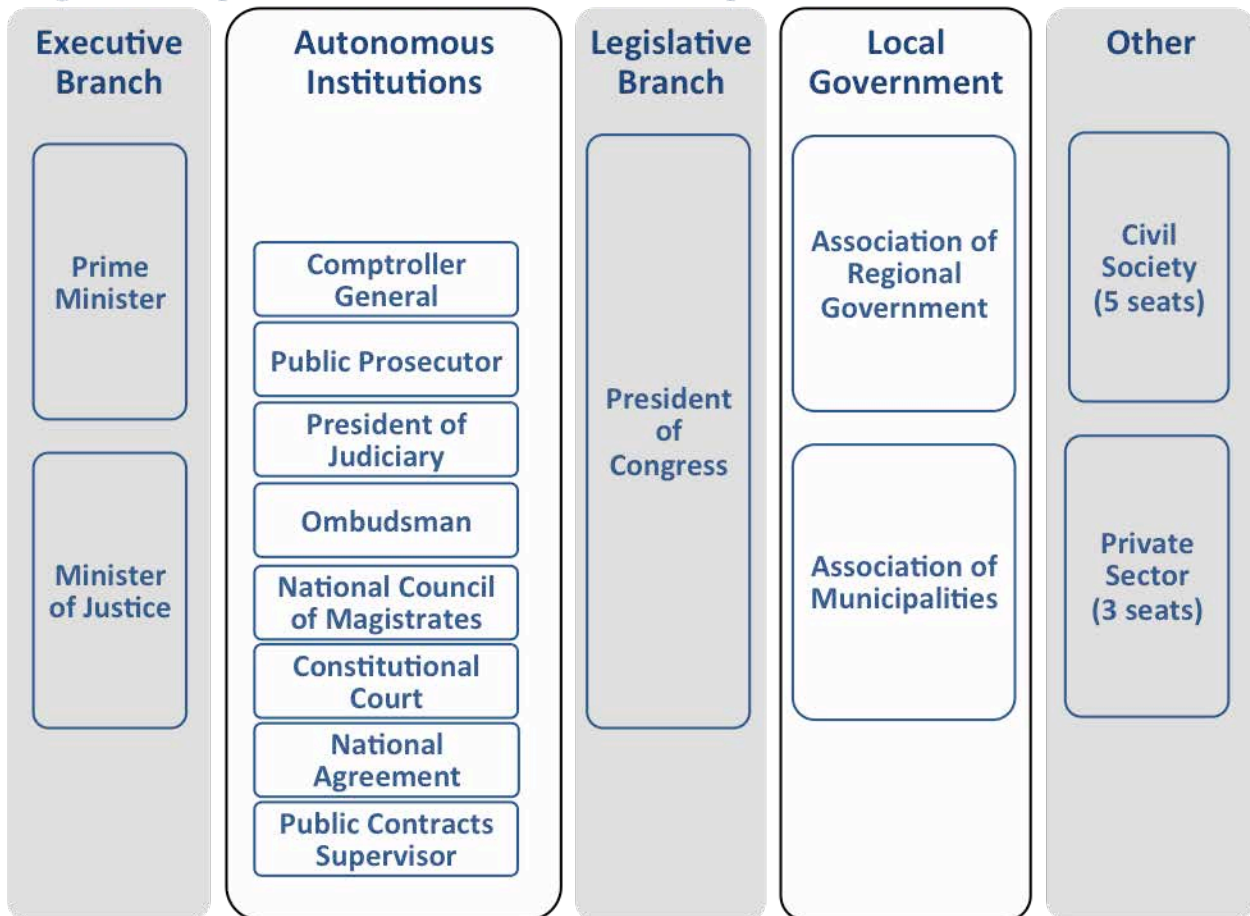 Executive
Branch
Prime
Minister
Minister
of Justice
Autonomous
Institutions
Comptroller
General
Public Prosecutor
President of
Judiciary
Ombudsman
National Council
of Magistrates
Constitutional
Court
National
Agreement
Public Contracts
Supervisor
Legislative
Branch
President
of
Congress
Local
Government
Association of
Regional
Government
Association of
Municipalities
Other
Civil
Society
(5 seats)
Private
Sector
(3 seats)